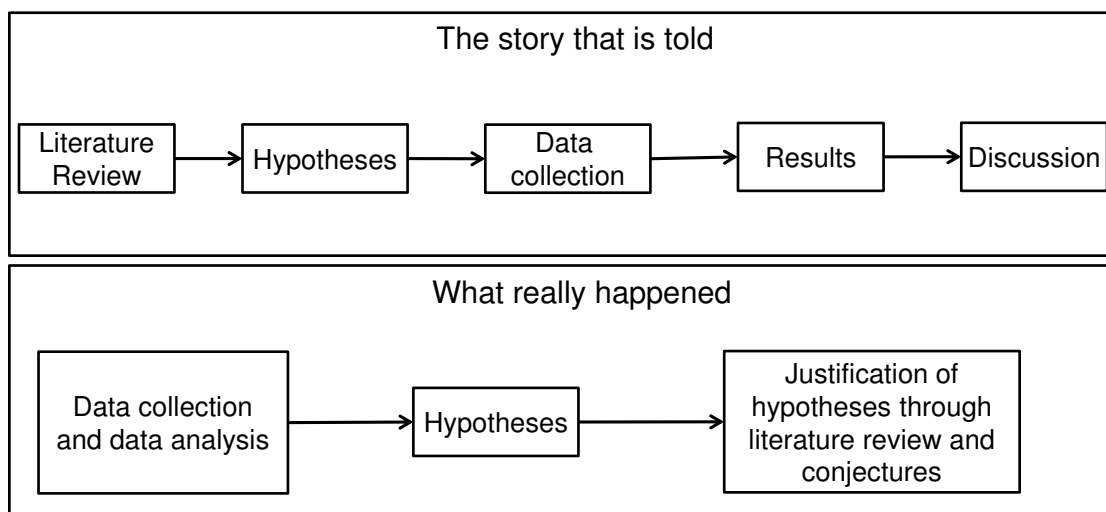 The story that is told
Literature
Review
Hypotheses
Data
collection
Results
Discussion
What really happened
Data collection
and data analysis
Hypotheses
Justification of
hypotheses through
literature review and
conjectures